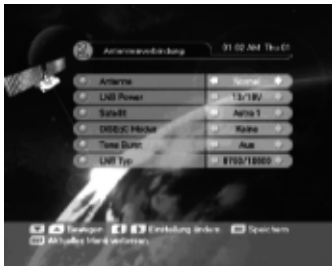 Antennenverbindung 01:02 AM Thu 01
Antenne Normal
LNB Power 13/18V
Satellit Astra 1
DiSEqC Modus Keine
Tone Burst Aus
LNB Typ 9750/10600
Bewegen Einstellung ändern Speichern
Aktuelles Menü verlassen